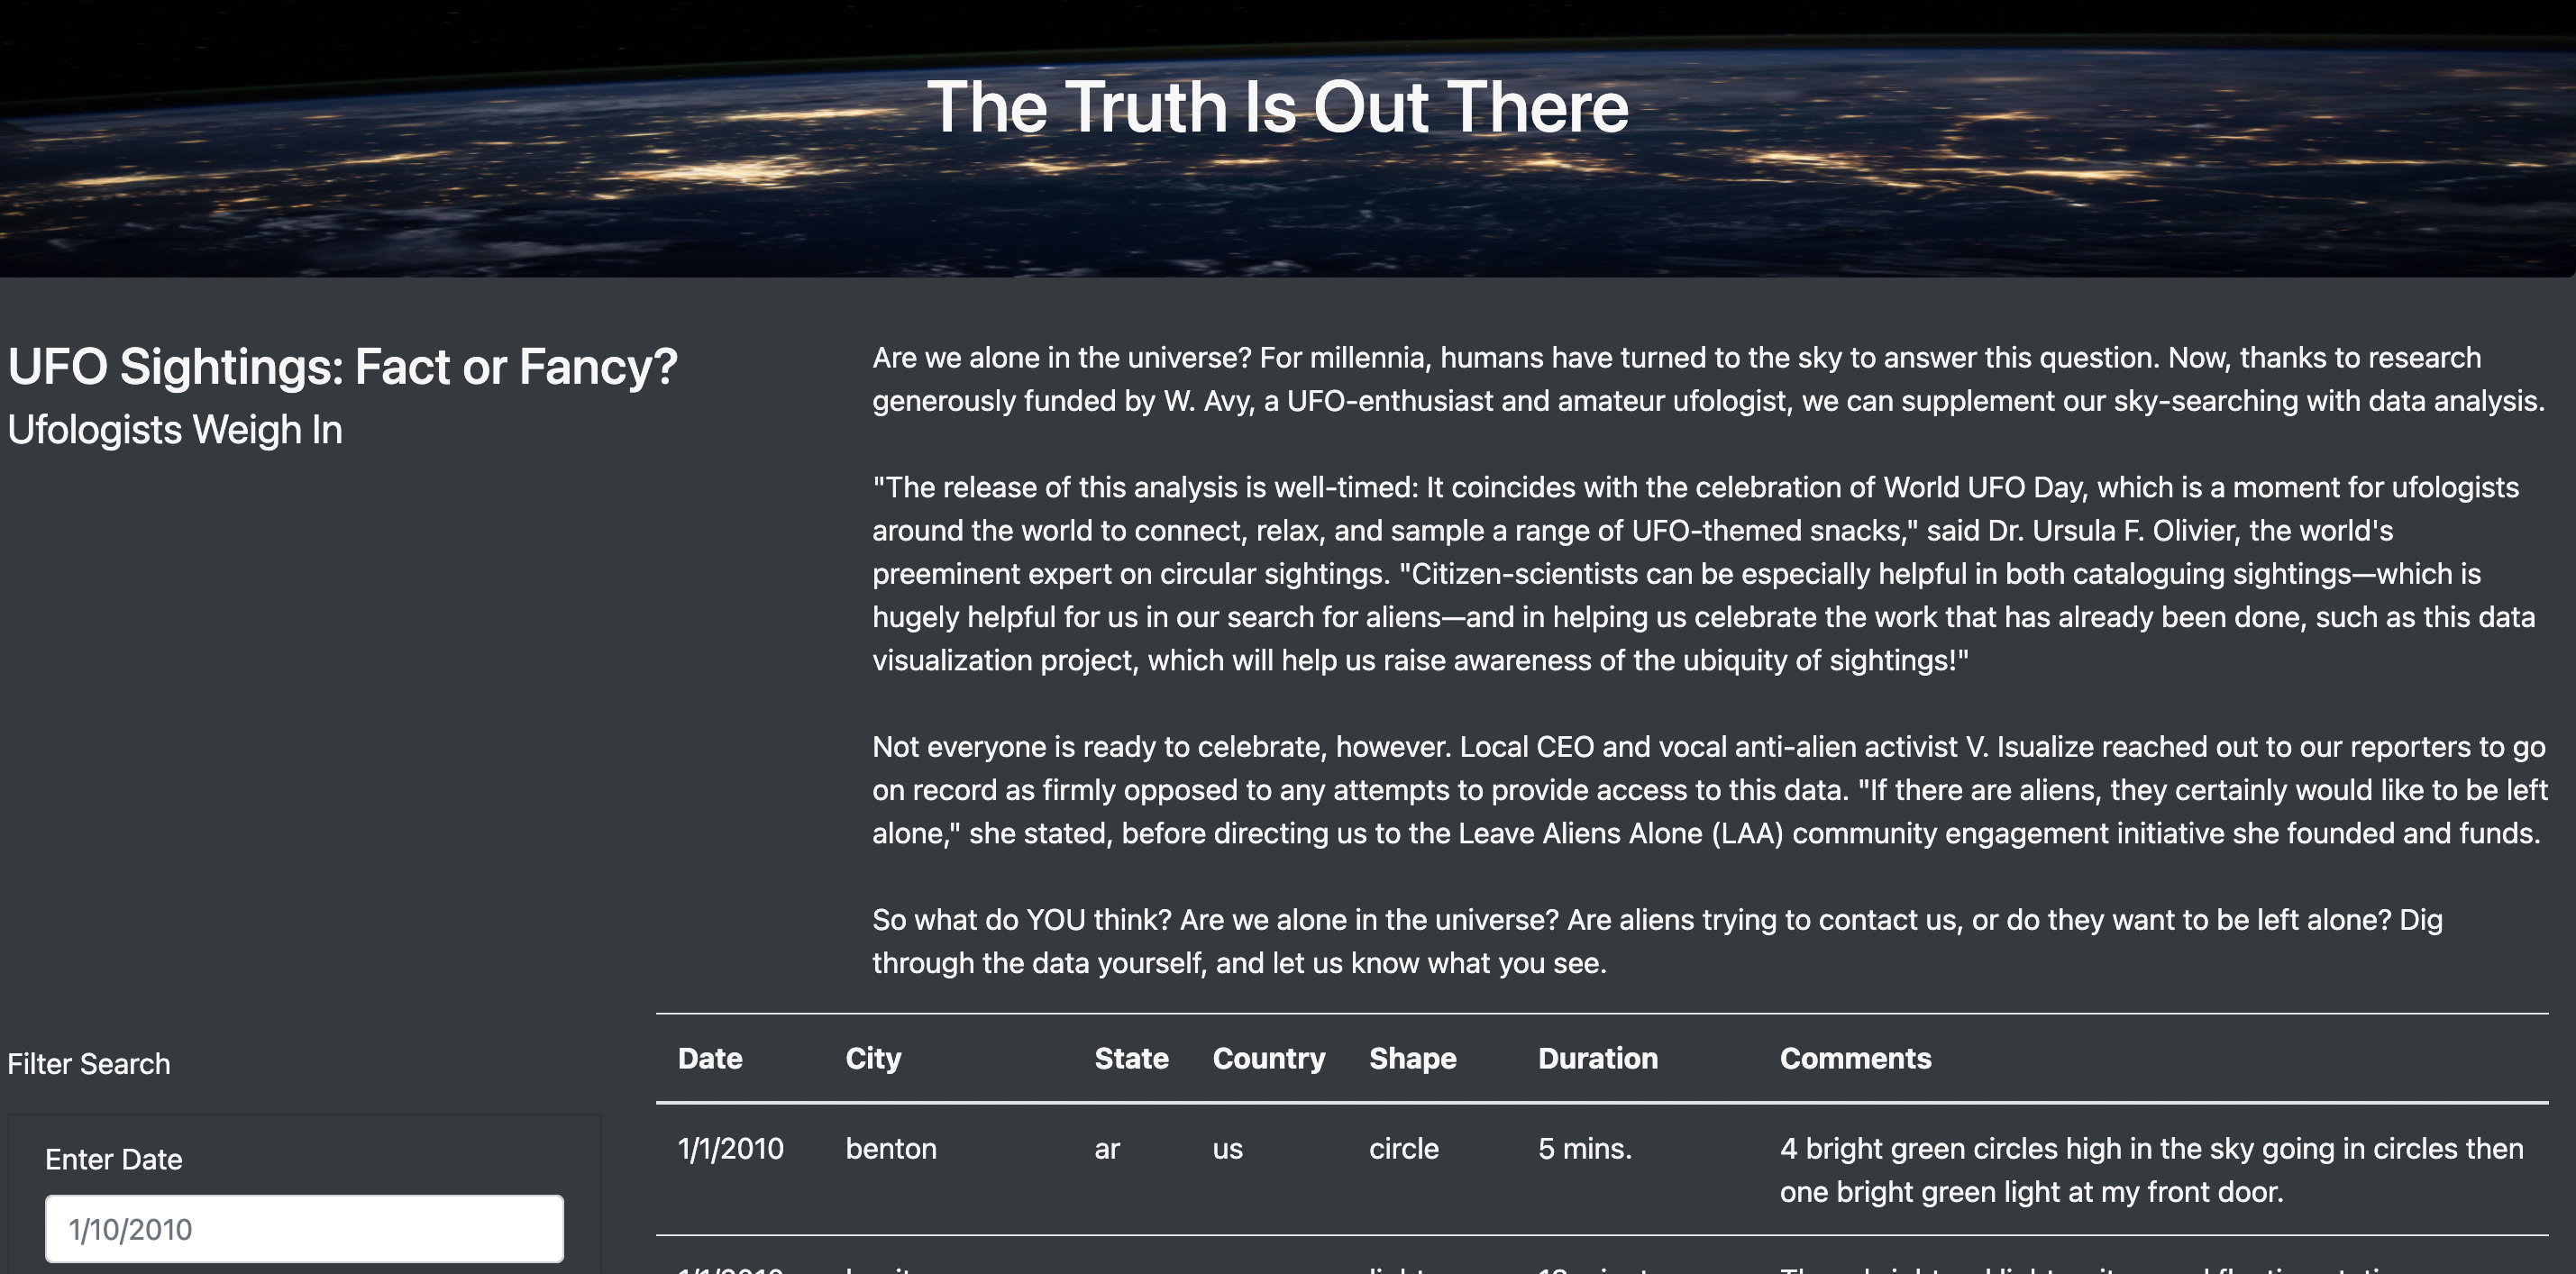 The Truth Is Out There
UFO Sightings: Fact or Fancy?
Ufologists Weigh In
Are we alone in the universe? For millennia, humans have turned to the sky to answer this question. Now, thanks to research
generously funded by W. Avy, a UFO-enthusiast and amateur ufologist, we can supplement our sky-searching with data analysis.
"The release of this analysis is well-timed: It coincides with the celebration of World UFO Day, which is a moment for ufologists
around the world to connect, relax, and sample a range of UFO-themed snacks," said Dr. Ursula F. Olivier, the world's
preeminent expert on circular sightings. "Citizen-scientists can be especially helpful in both cataloguing sightings—which is
hugely helpful for us in our search for aliens—and in helping us celebrate the work that has already been done, such as this data
visualization project, which will help us raise awareness of the ubiquity of sightings!"
Not everyone is ready to celebrate, however. Local CEO and vocal anti-alien activist V. Isualize reached out to our reporters to go
on record as firmly opposed to any attempts to provide access to this data. "If there are aliens, they certainly would like to be left
alone," she stated, before directing us to the Leave Aliens Alone (LAA) community engagement initiative she founded and funds.
So what do YOU think? Are we alone in the universe? Are aliens trying to contact us, or do they want to be left alone? Dig
through the data yourself, and let us know what you see.
Filter Search
Enter Date
1/10/2010
Date City State Country Shape Duration Comments
1/1/2010 benton ar us circle 5 mins. 4 bright green circles high in the sky going in circles then
one bright green light at my front door.